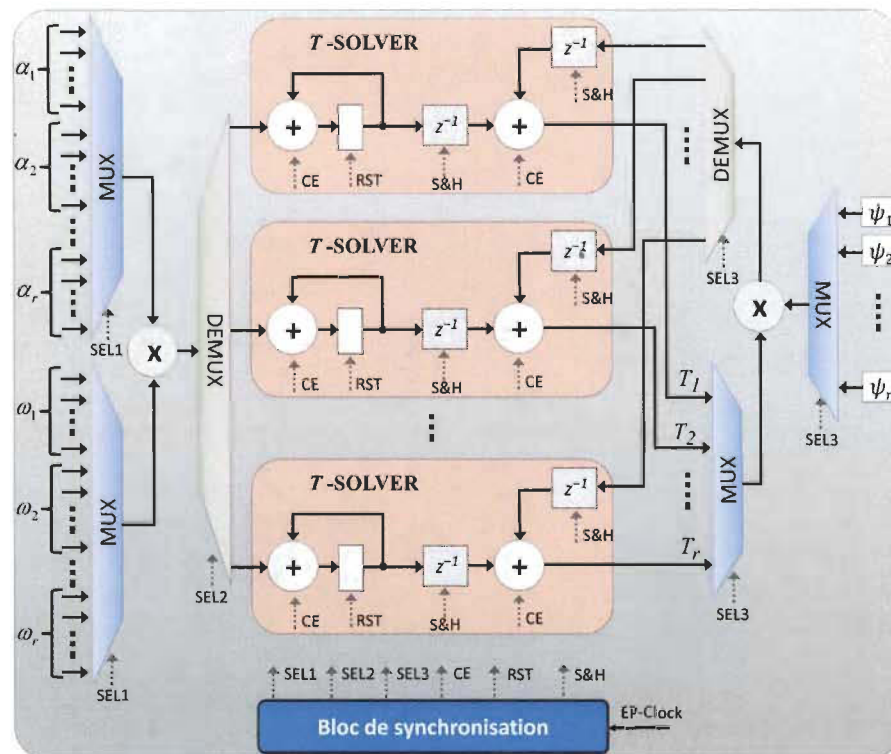 α1
α2
αr
MUX
SEL1
ω1
ω2
ωr
MUX
SEL1
X
DEMUX
SEL2
T-SOLVER
z⁻¹
S&H
+
z⁻¹
+
CE
RST
S&H
CE
T-SOLVER
z⁻¹
S&H
+
z⁻¹
+
CE
RST
S&H
CE
T-SOLVER
z⁻¹
S&H
+
z⁻¹
+
CE
RST
S&H
CE
DEMUX
SEL3
X
MUX
SEL3
ψ1
ψ2
ψr
T1
T2
Tr
MUX
SEL3
SEL1 SEL2 SEL3 CE RST S&H
Bloc de synchronisation
EP-Clock